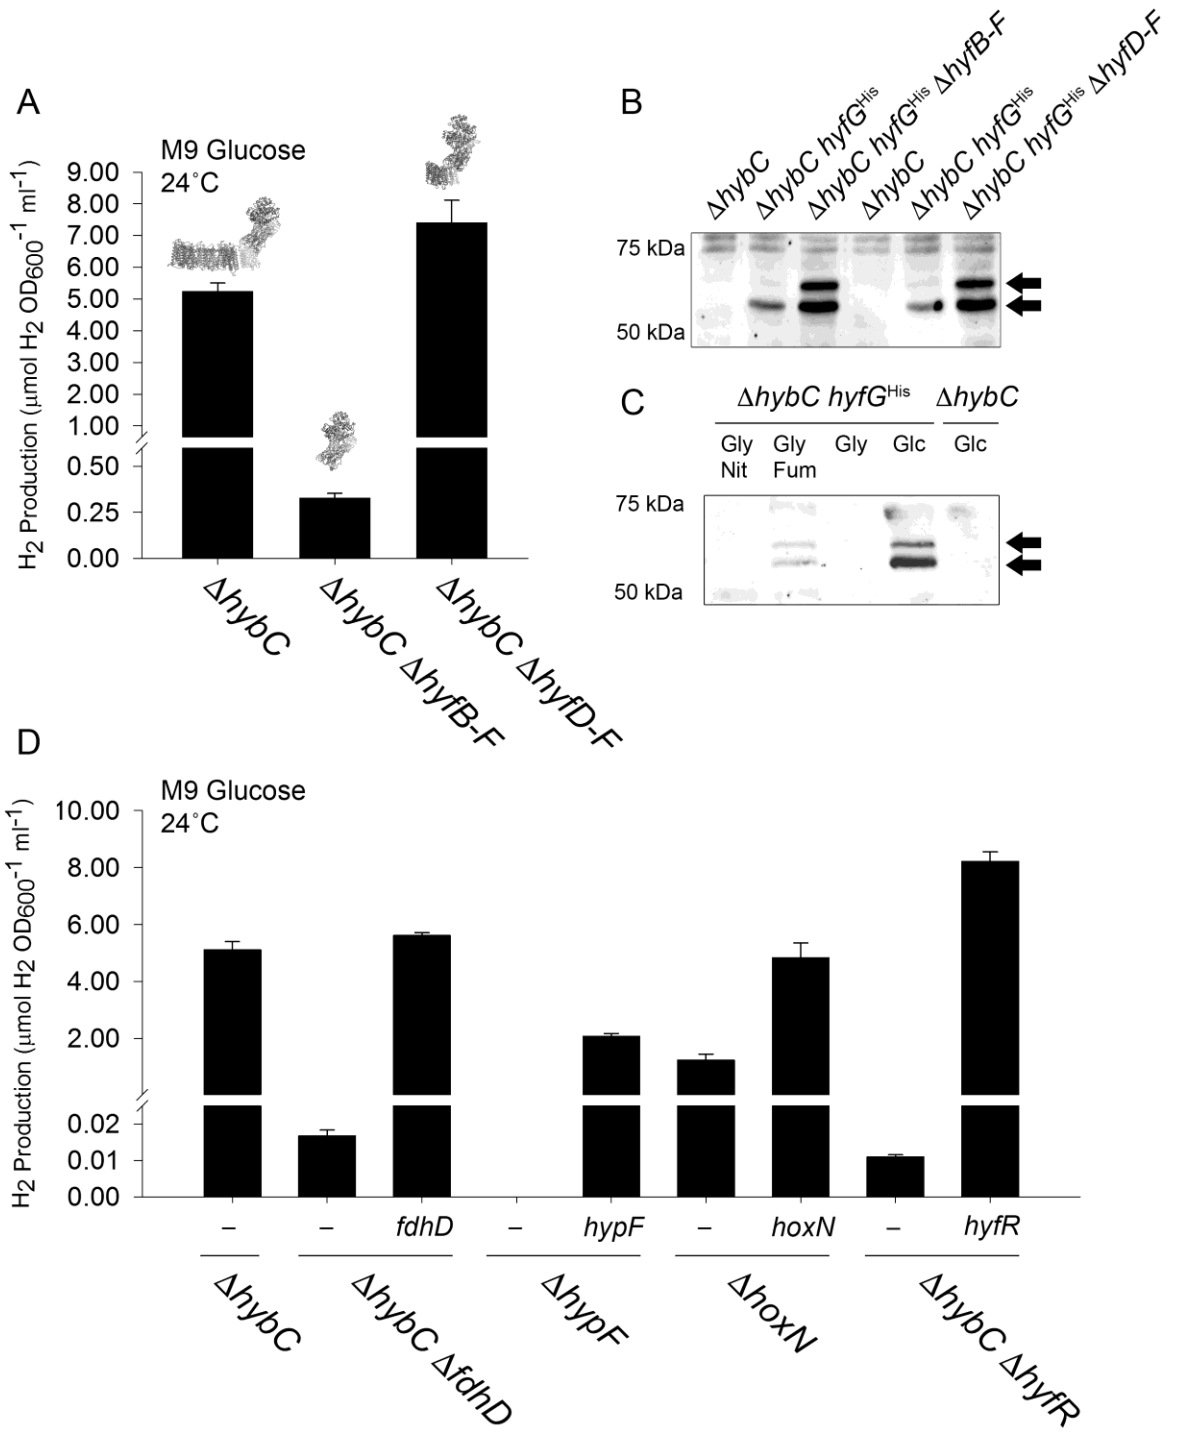 A
M9 Glucose
24˚C
H2 Production (μmol H2 OD600-1 ml-1)
9.00
8.00
7.00
6.00
5.00
4.00
3.00
2.00
1.00
0.50
0.25
0.00
ΔhybC
ΔhybC ΔhyfB-F
ΔhybC ΔhyfD-F
B
ΔhybC
ΔhybC hyfGHis
ΔhybC hyfGHis ΔhyfB-F
ΔhybC
ΔhybC hyfGHis
ΔhybC hyfGHis ΔhyfD-F
75 kDa
50 kDa
C
ΔhybC hyfGHis ΔhybC
Gly Gly Gly Glc Glc
Nit Fum
75 kDa
50 kDa
D
M9 Glucose
24˚C
H2 Production (μmol H2 OD600-1 ml-1)
10.00
8.00
6.00
4.00
2.00
0.02
0.01
0.00
– – fdhD – hypF – hoxN – hyfR
ΔhybC
ΔhybC ΔfdhD
ΔhypF
ΔhoxN
ΔhybC ΔhyfR